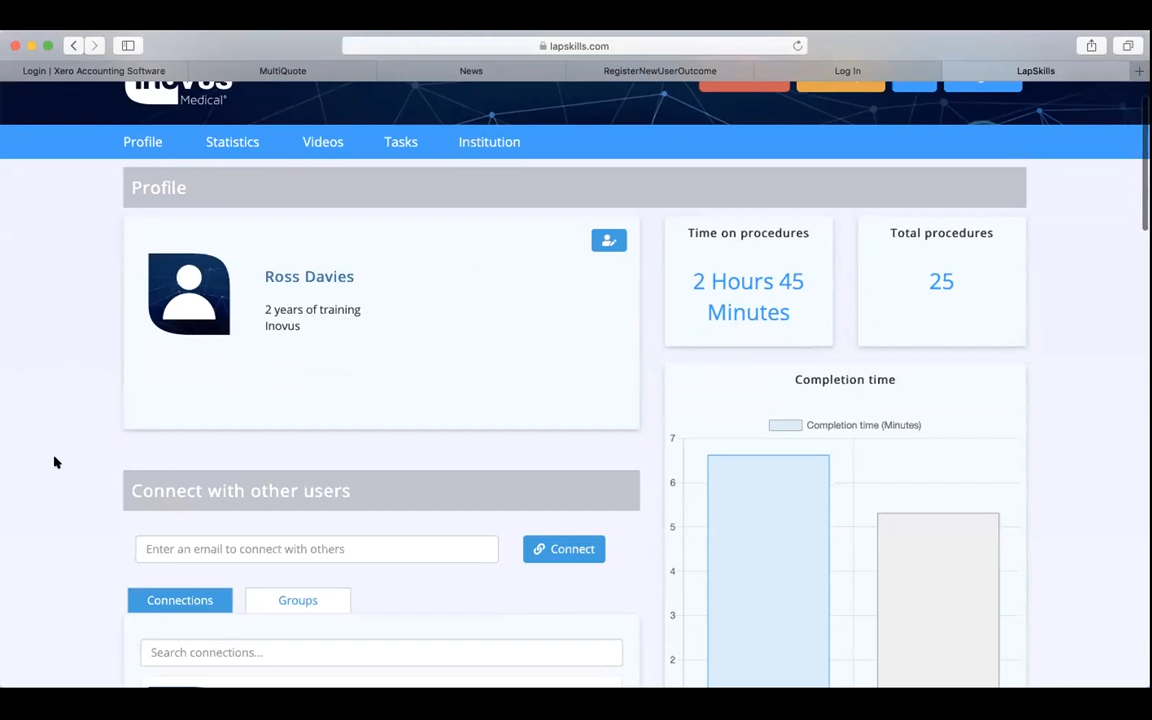 lapskills.com
Login | Xero Accounting Software
MultiQuote
News
RegisterNewUserOutcome
Log In
LapSkills
inovus
Medical®
Profile
Statistics
Videos
Tasks
Institution
Profile
Ross Davies
2 years of training
Inovus
Time on procedures
2 Hours 45
Minutes
Total procedures
25
Completion time
Completion time (Minutes)
7
6
5
4
3
2
Connect with other users
Enter an email to connect with others
Connect
Connections
Groups
Search connections...